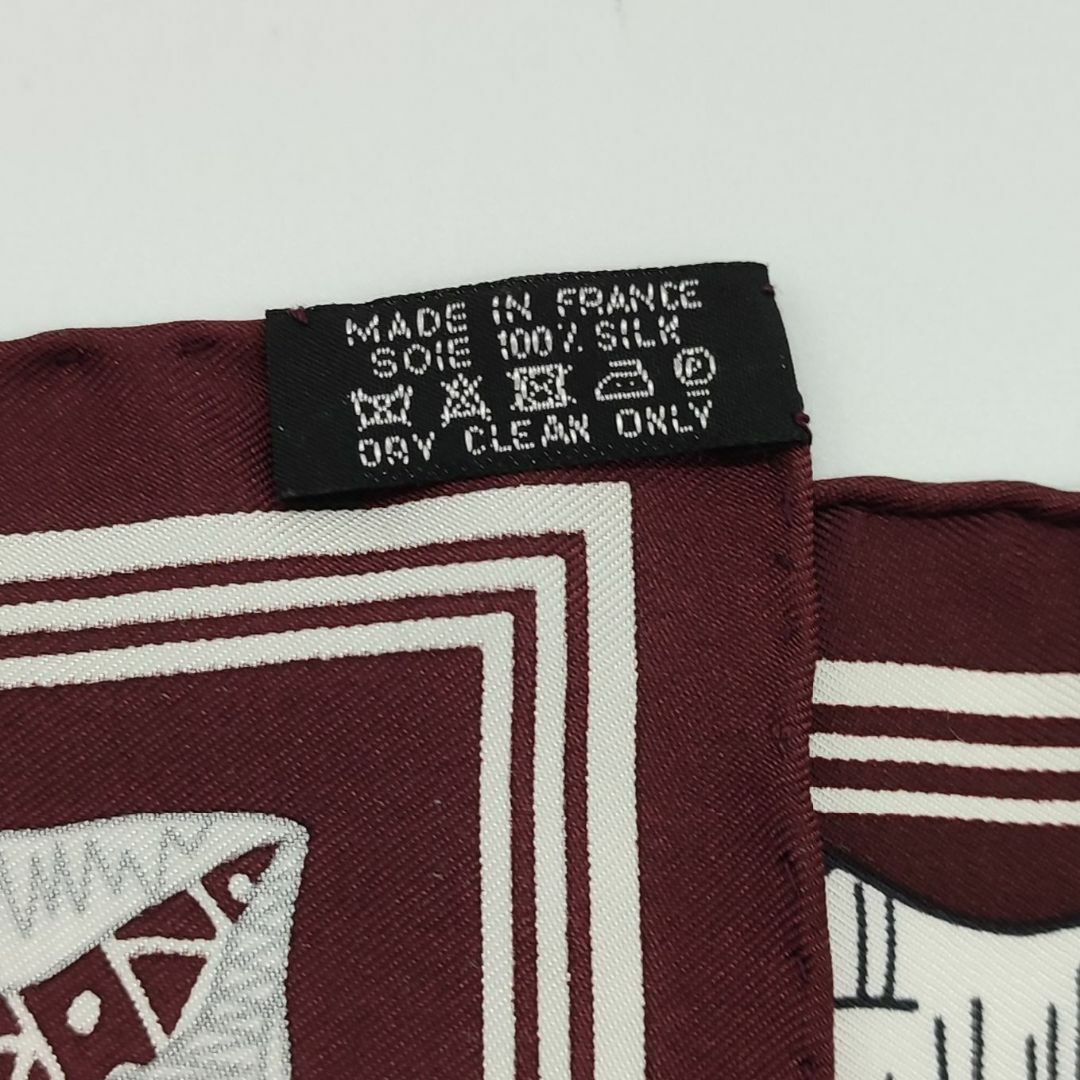 MADE IN FRANCE
SOIE 100% SILK
P
DRY CLEAN ONLY